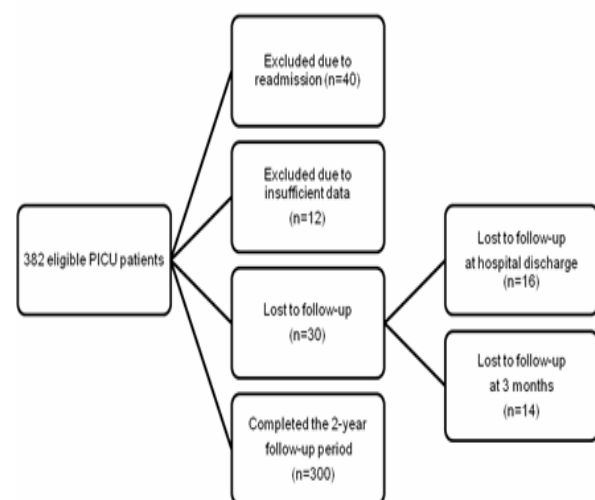 Excluded due to
readmission (n=40)
Excluded due to
insufficient data
(n=12)
382 eligible PICU patients
Lost to follow-up
(n=30)
Lost to follow-up
at hospital discharge
(n=16)
Lost to follow-up
at 3 months
(n=14)
Completed the 2-year
follow-up period
(n=300)